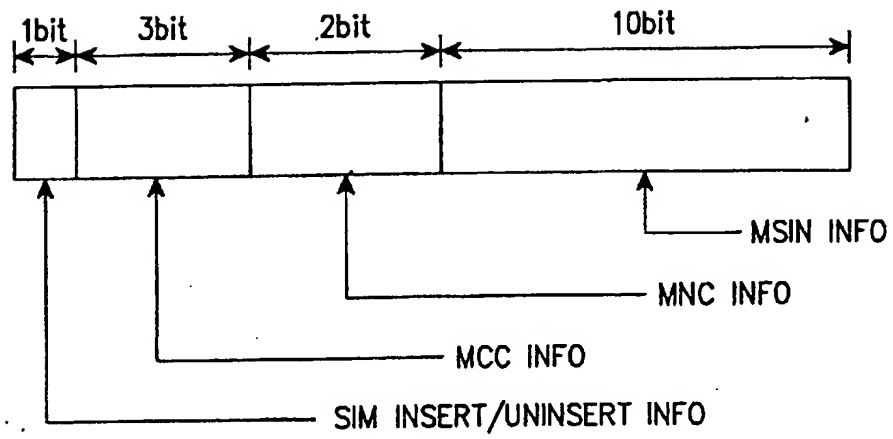 1bit 3bit 2bit 10bit
MSIN INFO
MNC INFO
MCC INFO
SIM INSERT/UNINSERT INFO